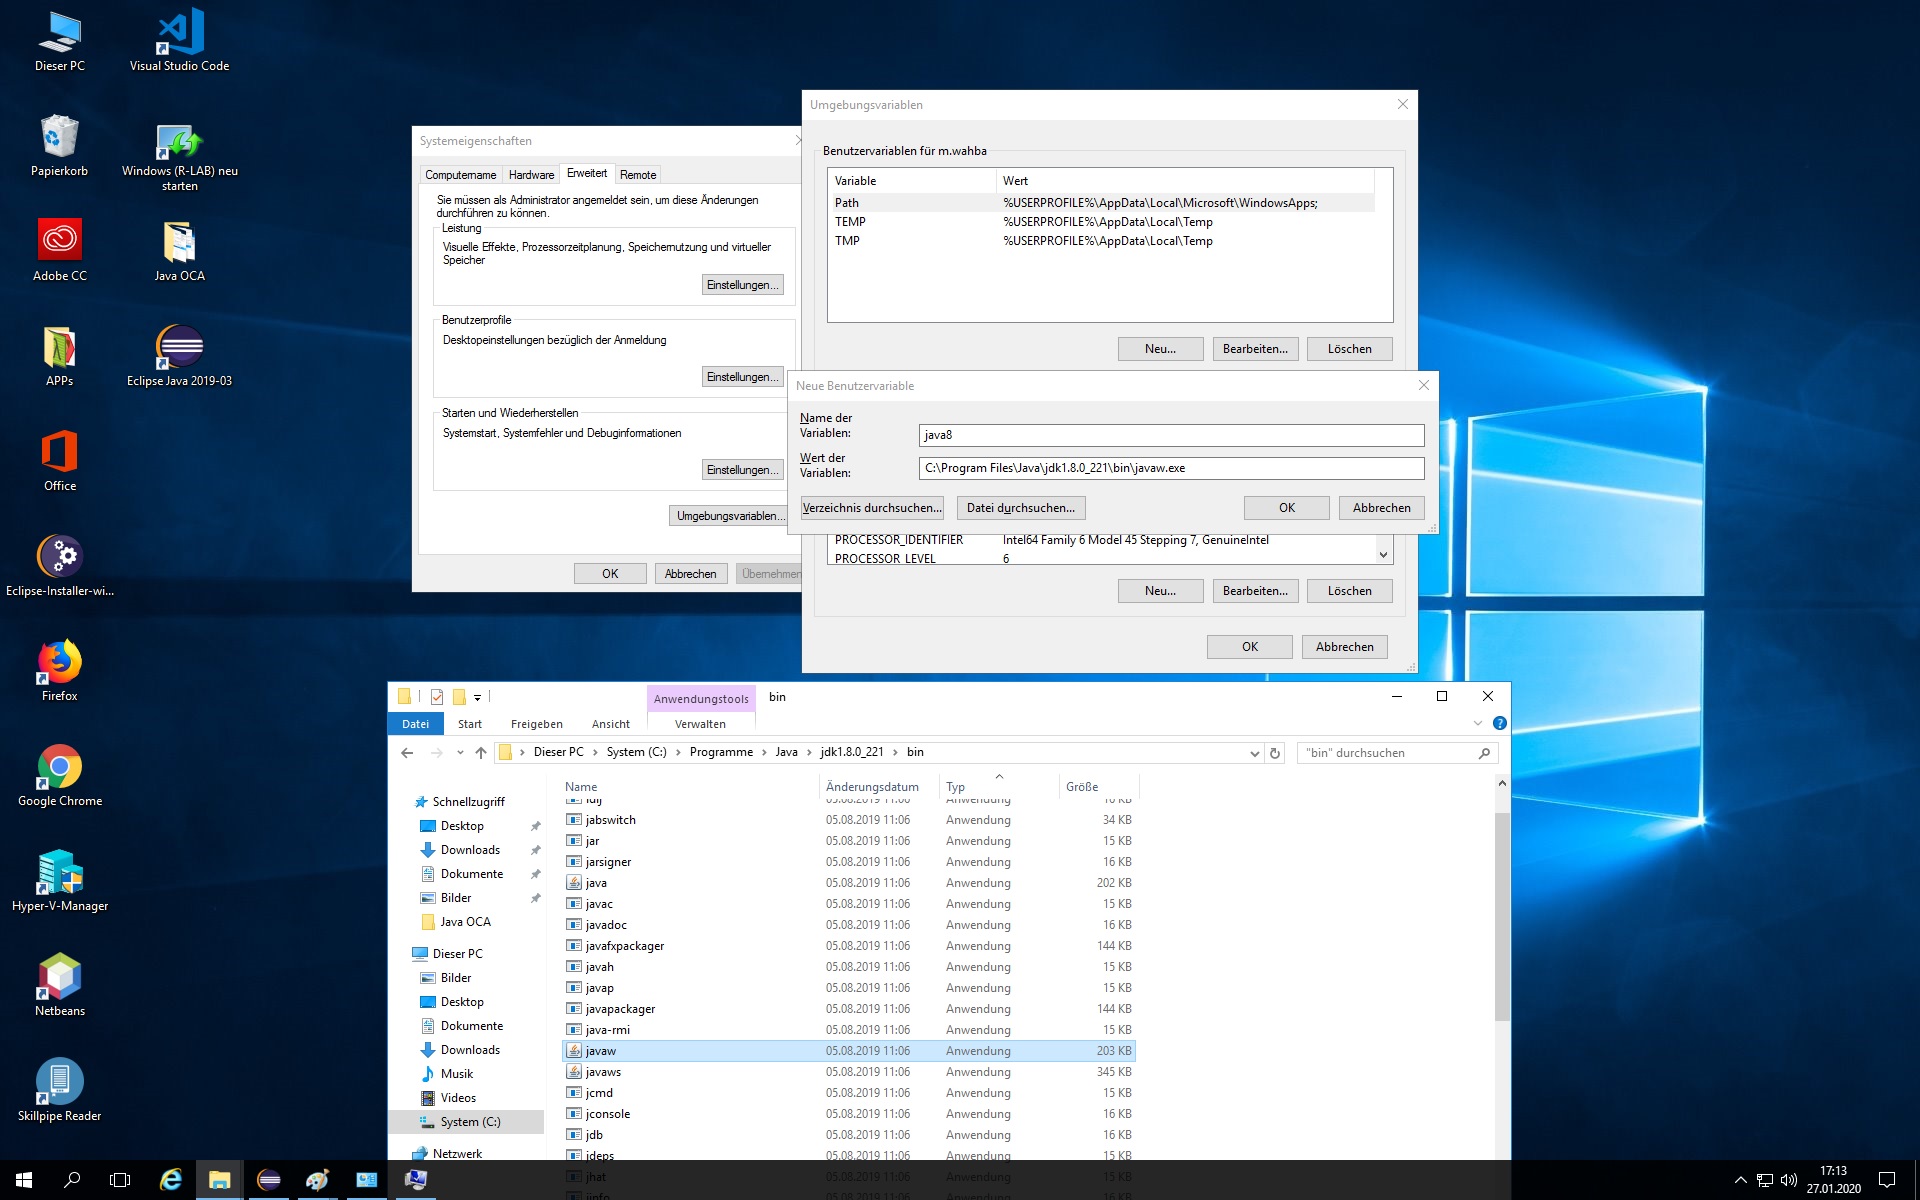 Dieser PC
Visual Studio Code
Papierkorb
Windows (R-LAB) neu
starten
Adobe CC
Java OCA
APPs
Eclipse Java 2019-03
Office
Eclipse-Installer-wi...
Firefox
Google Chrome
Hyper-V-Manager
Netbeans
Skillpipe Reader
Systemeigenschaften
Computername Hardware Erweitert Remote
Sie müssen als Administrator angemeldet sein, um diese Änderungen
durchführen zu können.
Leistung
Visuelle Effekte, Prozessorzeitplanung, Speichernutzung und virtueller
Speicher
Einstellungen...
Benutzerprofile
Desktopeinstellungen bezüglich der Anmeldung
Einstellungen...
Starten und Wiederherstellen
Systemstart, Systemfehler und Debuginformationen
Einstellungen...
Umgebungsvariablen...
OK Abbrechen Übernehmen
Umgebungsvariablen
Benutzervariablen für m.wahba
Variable Wert
Path %USERPROFILE%\AppData\Local\Microsoft\WindowsApps;
TEMP %USERPROFILE%\AppData\Local\Temp
TMP %USERPROFILE%\AppData\Local\Temp
Neu... Bearbeiten... Löschen
Neue Benutzervariable
Name der
Variablen:
java8
Wert der
Variablen:
C:\Program Files\Java\jdk1.8.0_221\bin\javaw.exe
Verzeichnis durchsuchen... Datei durchsuchen... OK Abbrechen
PROCESSOR_IDENTIFIER Intel64 Family 6 Model 45 Stepping 7, GenuineIntel
PROCESSOR_LEVEL 6
Neu... Bearbeiten... Löschen
OK Abbrechen
Anwendungstools bin
Datei Start Freigeben Ansicht Verwalten
Dieser PC System (C:) Programme Java jdk1.8.0_221 bin
"bin" durchsuchen
Schnellzugriff
Desktop
Downloads
Dokumente
Bilder
Java OCA
Dieser PC
Bilder
Desktop
Dokumente
Downloads
Musik
Videos
System (C:)
Netzwerk
Name Änderungsdatum Typ Größe
idlj 05.08.2019 11:06 Anwendung 16 KB
jabswitch 05.08.2019 11:06 Anwendung 34 KB
jar 05.08.2019 11:06 Anwendung 15 KB
jarsigner 05.08.2019 11:06 Anwendung 16 KB
java 05.08.2019 11:06 Anwendung 202 KB
javac 05.08.2019 11:06 Anwendung 15 KB
javadoc 05.08.2019 11:06 Anwendung 16 KB
javafxpackager 05.08.2019 11:06 Anwendung 144 KB
javah 05.08.2019 11:06 Anwendung 15 KB
javap 05.08.2019 11:06 Anwendung 15 KB
javapackager 05.08.2019 11:06 Anwendung 144 KB
java-rmi 05.08.2019 11:06 Anwendung 15 KB
javaw 05.08.2019 11:06 Anwendung 203 KB
javaws 05.08.2019 11:06 Anwendung 345 KB
jcmd 05.08.2019 11:06 Anwendung 15 KB
jconsole 05.08.2019 11:06 Anwendung 16 KB
jdb 05.08.2019 11:06 Anwendung 16 KB
jdeps 05.08.2019 11:06 Anwendung 15 KB
jhat 05.08.2019 11:06 Anwendung 15 KB
jinfo 05.08.2019 11:06 Anwendung 16 KB
17:13
27.01.2020